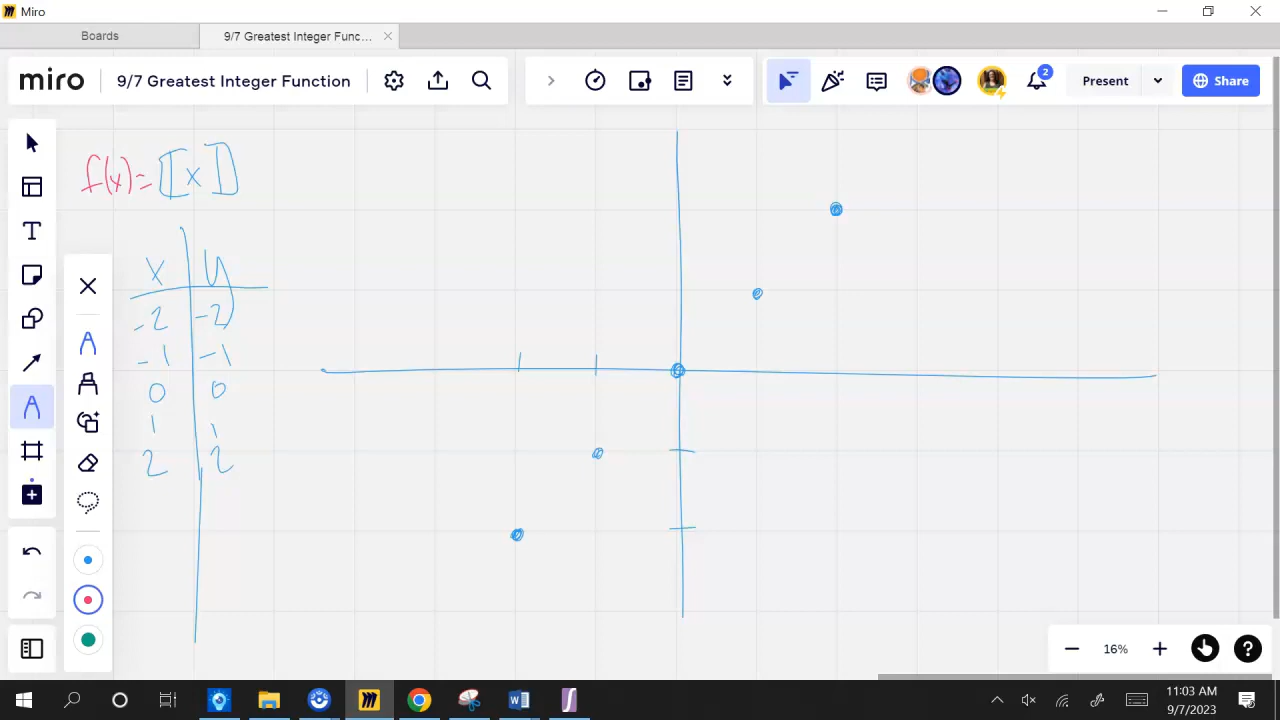 Miro
Boards
9/7 Greatest Integer Func...
miro
9/7 Greatest Integer Function
2
Present
Share
f(x)=[[x]]
x y
-2 -2
-1 -1
0 0
1 1
2 2
16%
11:03 AM
9/7/2023